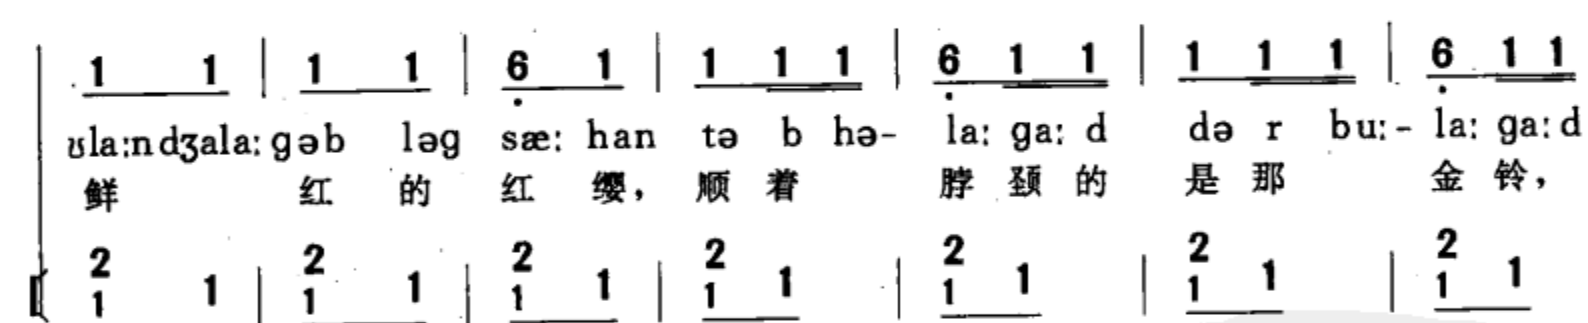 1 1 | 1 1 | 6 1 | 1 1 1 | 6 1 1 | 1 1 1 | 6 1 1
ʊla:ndʒala: gəb ləg sæ: han tə b hə- la: ga: d də r bu:- la: ga:d
鲜 红 的 红 缨， 顺 着 脖 颈 的 是 那 金 铃，
2 2 2 2 2 2 2
1 1 | 1 1 | 1 1 | 1 1 | 1 1 | 1 1 | 1 1